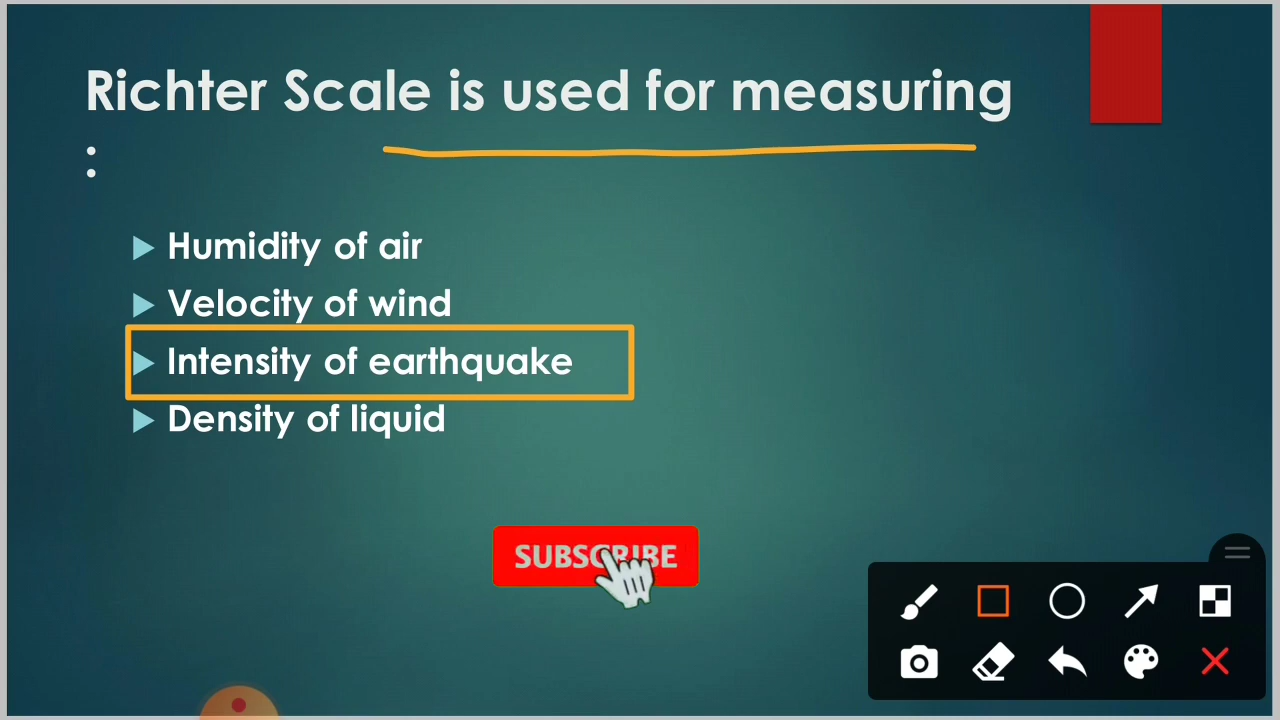 Richter Scale is used for measuring
:
Humidity of air
Velocity of wind
Intensity of earthquake
Density of liquid
SUBSCRIBE